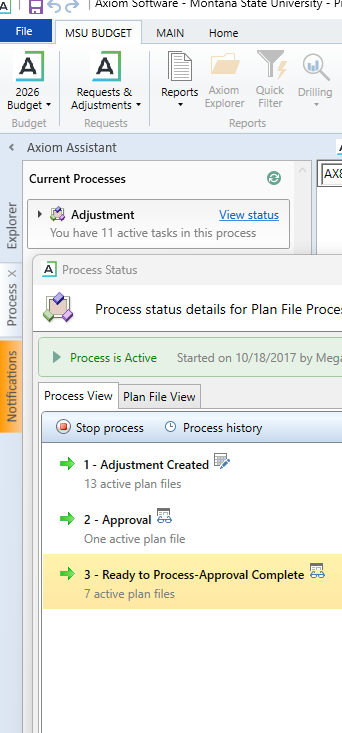 Axiom Software - Montana State University -
File MSU BUDGET MAIN Home
2026
Budget
Requests &
Adjustments
Reports
Axiom
Explorer
Quick
Filter
Drilling
Budget Requests Reports
Axiom Assistant
Explorer
Process
Notifications
Current Processes
Adjustment View status
You have 11 active tasks in this process
Process Status
Process status details for Plan File
Process is Active Started on 10/18/2017 by
Process View Plan File View
Stop process Process history
1 - Adjustment Created
13 active plan files
2 - Approval
One active plan file
3 - Ready to Process-Approval Complete
7 active plan files